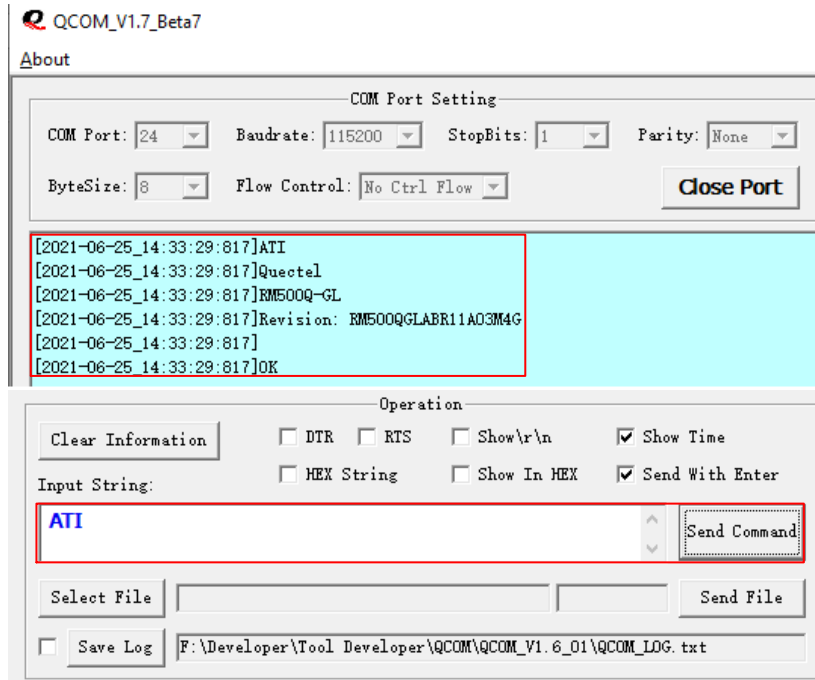 QCOM_V1.7_Beta7
About
COM Port Setting
COM Port: 24 Baudrate: 115200 StopBits: 1 Parity: None
ByteSize: 8 Flow Control: No Ctrl Flow Close Port
[2021-06-25_14:33:29:817]ATI
[2021-06-25_14:33:29:817]Quectel
[2021-06-25_14:33:29:817]RM500Q-GL
[2021-06-25_14:33:29:817]Revision: RM500QGLABR11A03M4G
[2021-06-25_14:33:29:817]
[2021-06-25_14:33:29:817]OK
Operation
Clear Information DTR RTS Show\r\n Show Time
HEX String Show In HEX Send With Enter
Input String:
ATI
Send Command
Select File Send File
Save Log F:\Developer\Tool Developer\QCOM\QCOM_V1.6_01\QCOM_LOG.txt